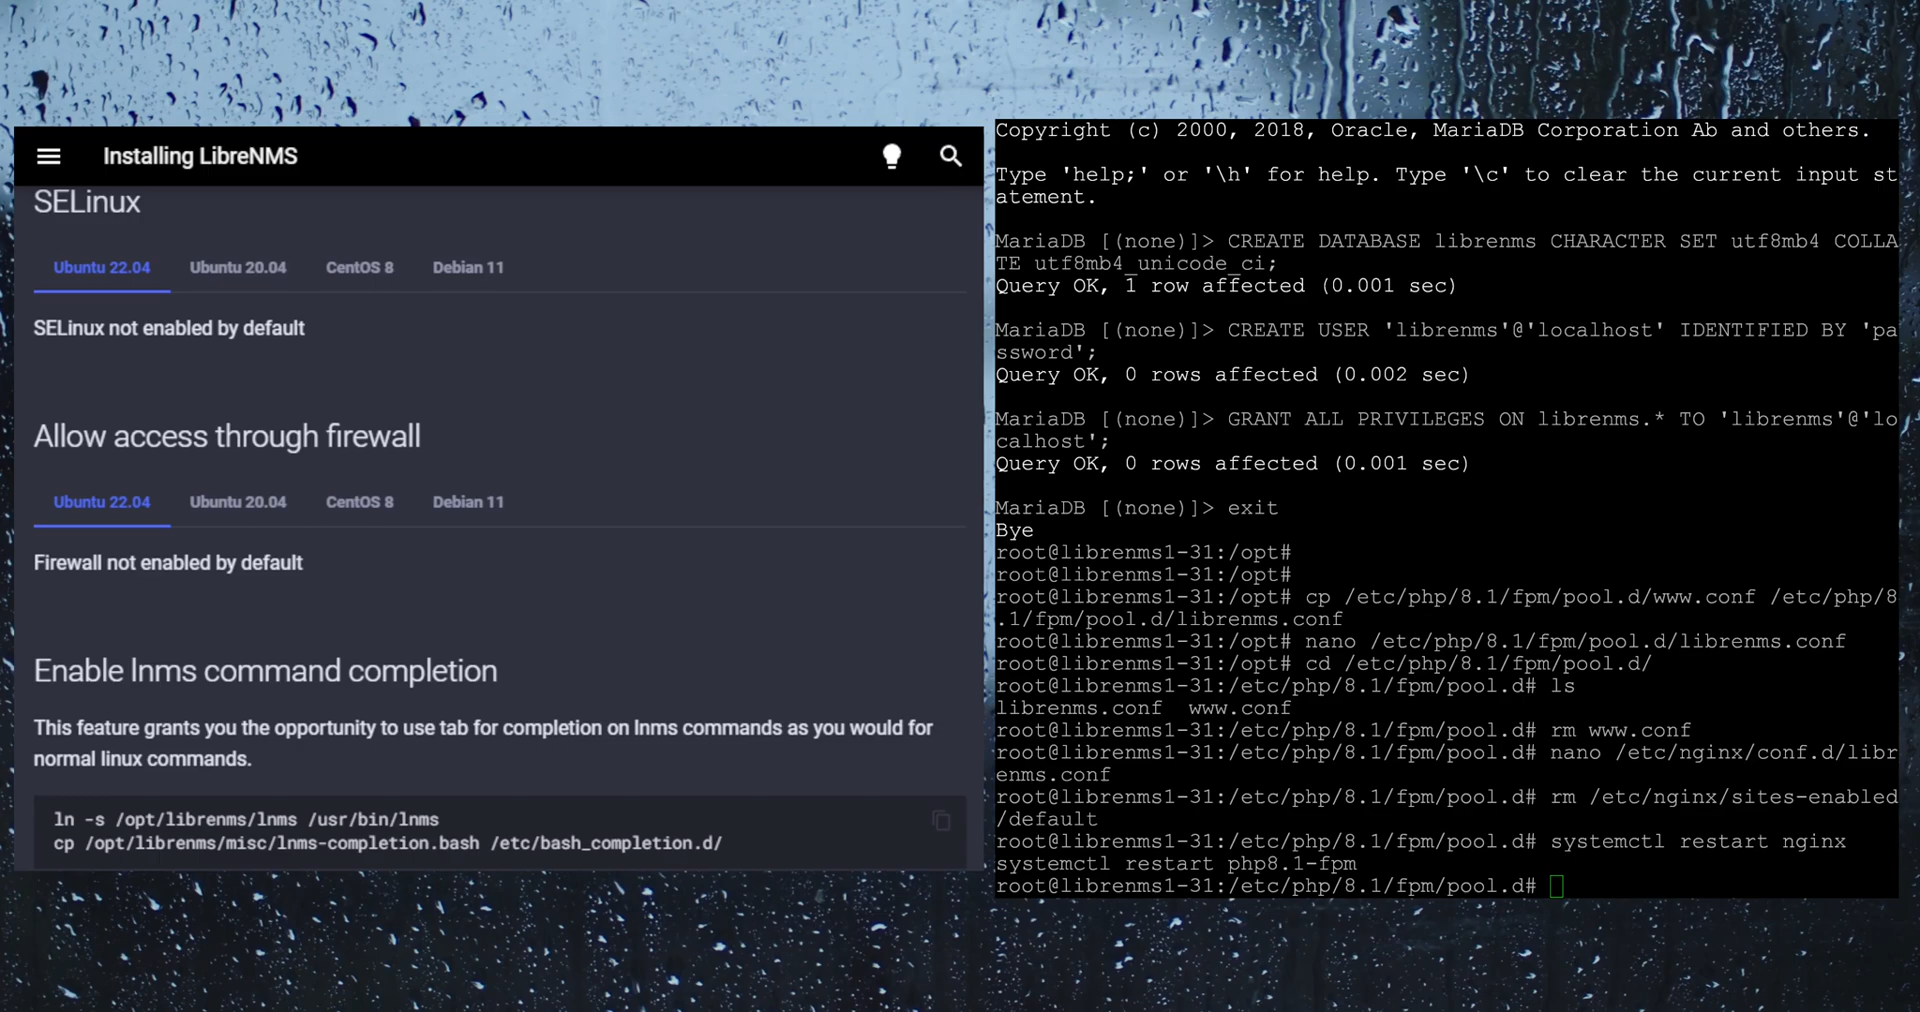 Installing LibreNMS
SELinux
Ubuntu 22.04 Ubuntu 20.04 CentOS 8 Debian 11
SELinux not enabled by default
Allow access through firewall
Ubuntu 22.04 Ubuntu 20.04 CentOS 8 Debian 11
Firewall not enabled by default
Enable lnms command completion
This feature grants you the opportunity to use tab for completion on lnms commands as you would for
normal linux commands.
ln -s /opt/librenms/lnms /usr/bin/lnms
cp /opt/librenms/misc/lnms-completion.bash /etc/bash_completion.d/
Copyright (c) 2000, 2018, Oracle, MariaDB Corporation Ab and others.
Type 'help;' or '\h' for help. Type '\c' to clear the current input st
atement.
MariaDB [(none)]> CREATE DATABASE librenms CHARACTER SET utf8mb4 COLLA
TE utf8mb4_unicode_ci;
Query OK, 1 row affected (0.001 sec)
MariaDB [(none)]> CREATE USER 'librenms'@'localhost' IDENTIFIED BY 'pa
ssword';
Query OK, 0 rows affected (0.002 sec)
MariaDB [(none)]> GRANT ALL PRIVILEGES ON librenms.* TO 'librenms'@'lo
calhost';
Query OK, 0 rows affected (0.001 sec)
MariaDB [(none)]> exit
Bye
root@librenms1-31:/opt#
root@librenms1-31:/opt#
root@librenms1-31:/opt# cp /etc/php/8.1/fpm/pool.d/www.conf /etc/php/8
.1/fpm/pool.d/librenms.conf
root@librenms1-31:/opt# nano /etc/php/8.1/fpm/pool.d/librenms.conf
root@librenms1-31:/opt# cd /etc/php/8.1/fpm/pool.d/
root@librenms1-31:/etc/php/8.1/fpm/pool.d# ls
librenms.conf  www.conf
root@librenms1-31:/etc/php/8.1/fpm/pool.d# rm www.conf
root@librenms1-31:/etc/php/8.1/fpm/pool.d# nano /etc/nginx/conf.d/libr
enms.conf
root@librenms1-31:/etc/php/8.1/fpm/pool.d# rm /etc/nginx/sites-enabled
/default
root@librenms1-31:/etc/php/8.1/fpm/pool.d# systemctl restart nginx
systemctl restart php8.1-fpm
root@librenms1-31:/etc/php/8.1/fpm/pool.d#